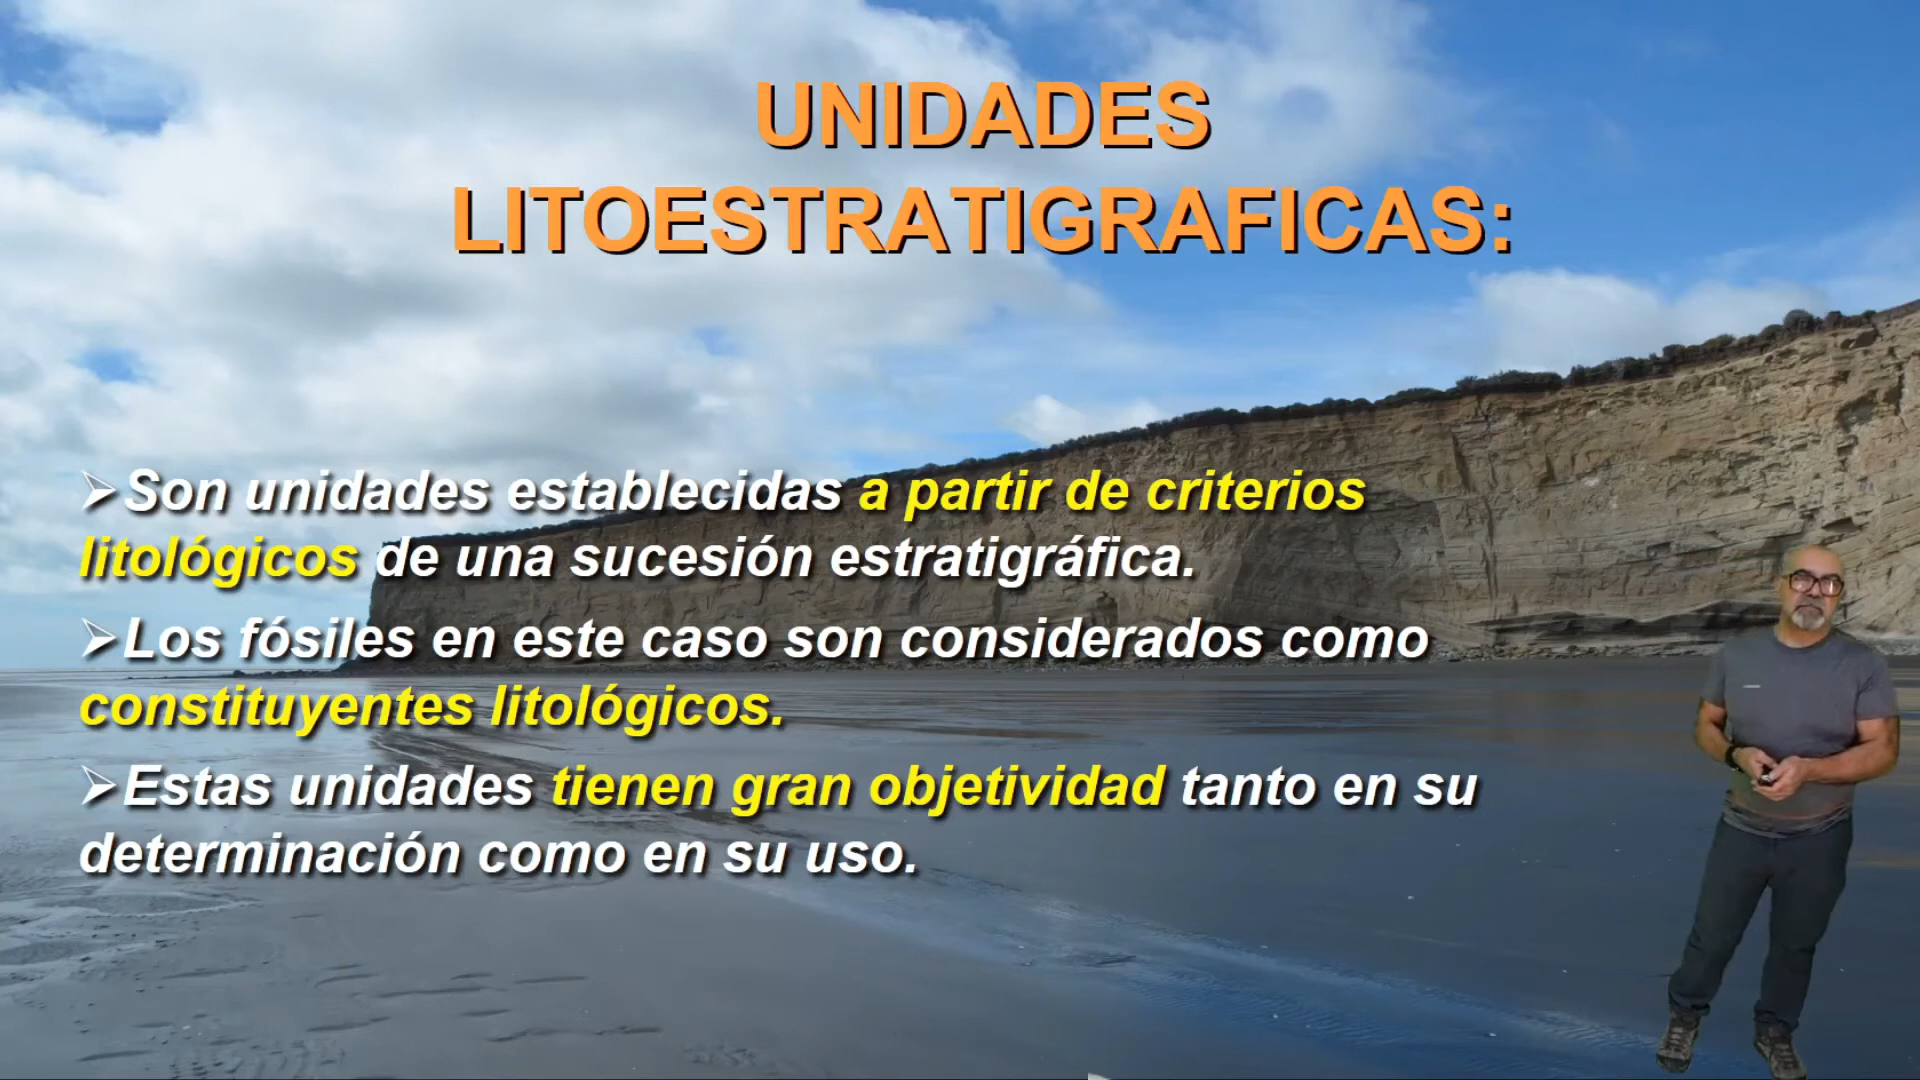 UNIDADES
LITOESTRATIGRAFICAS:
➢Son unidades establecidas a partir de criterios
litológicos de una sucesión estratigráfica.
➢Los fósiles en este caso son considerados como
constituyentes litológicos.
➢Estas unidades tienen gran objetividad tanto en su
determinación como en su uso.